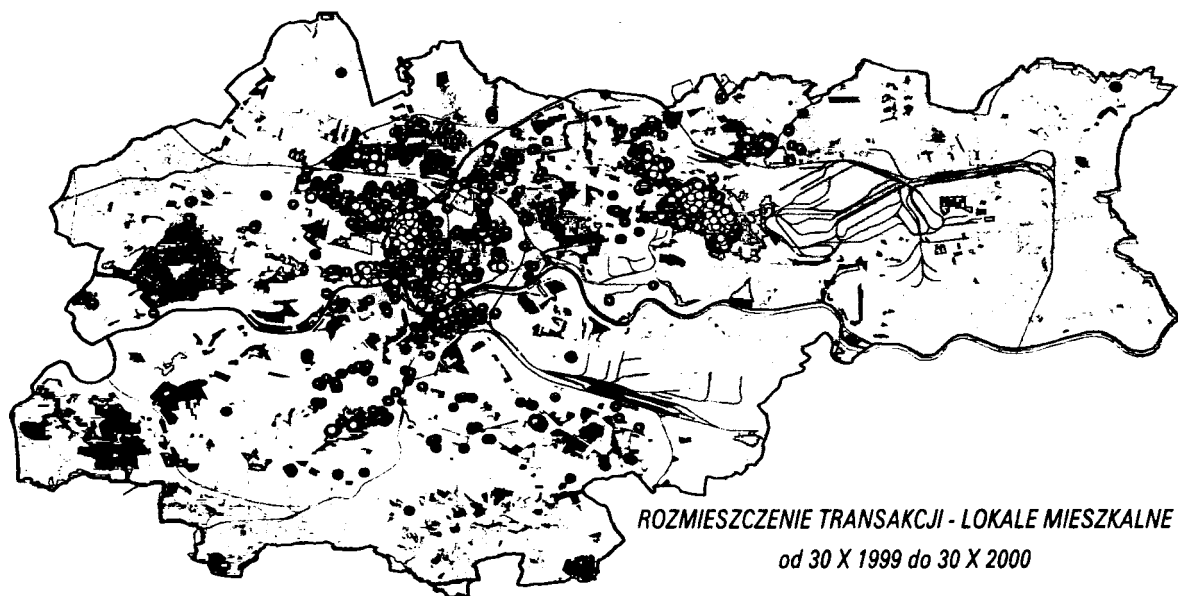 ROZMIESZCZENIE TRANSAKCJI - LOKALE MIESZKALNE
od 30 X 1999 do 30 X 2000